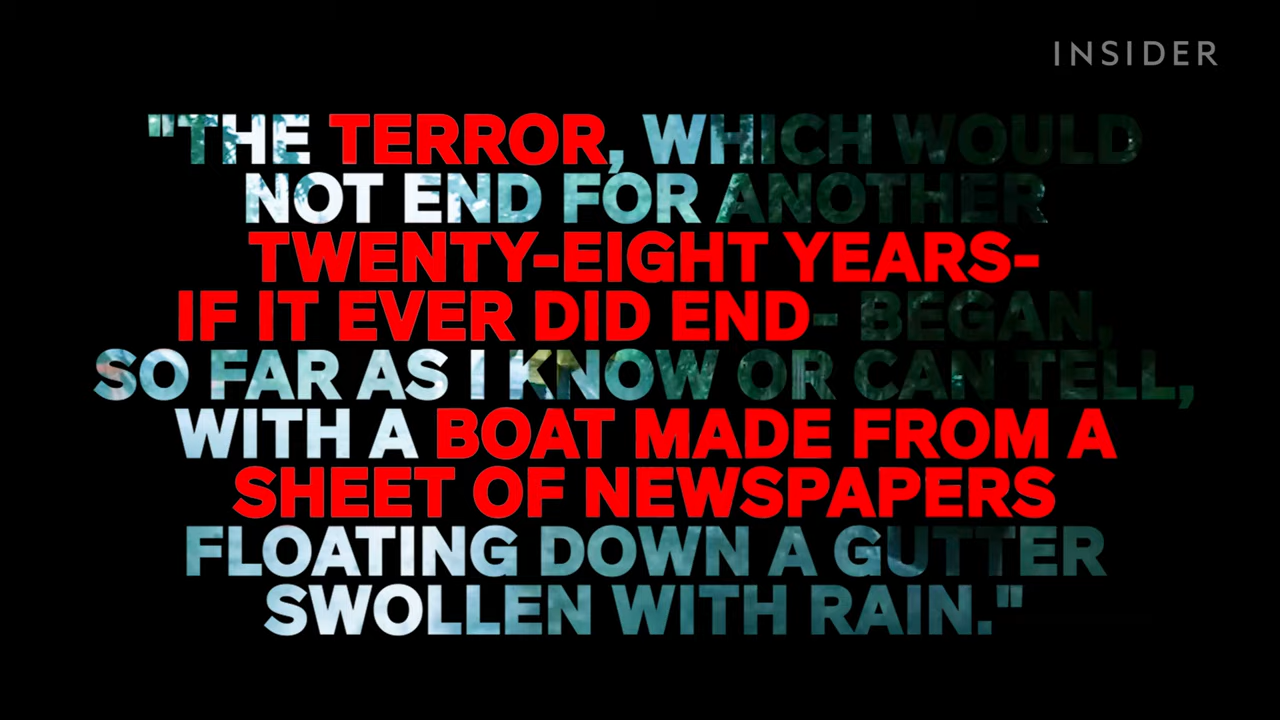 INSIDER
"THE TERROR, WHICH WOULD
NOT END FOR ANOTHER
TWENTY-EIGHT YEARS-
IF IT EVER DID END- BEGAN,
SO FAR AS I KNOW OR CAN TELL,
WITH A BOAT MADE FROM A
SHEET OF NEWSPAPERS
FLOATING DOWN A GUTTER
SWOLLEN WITH RAIN."